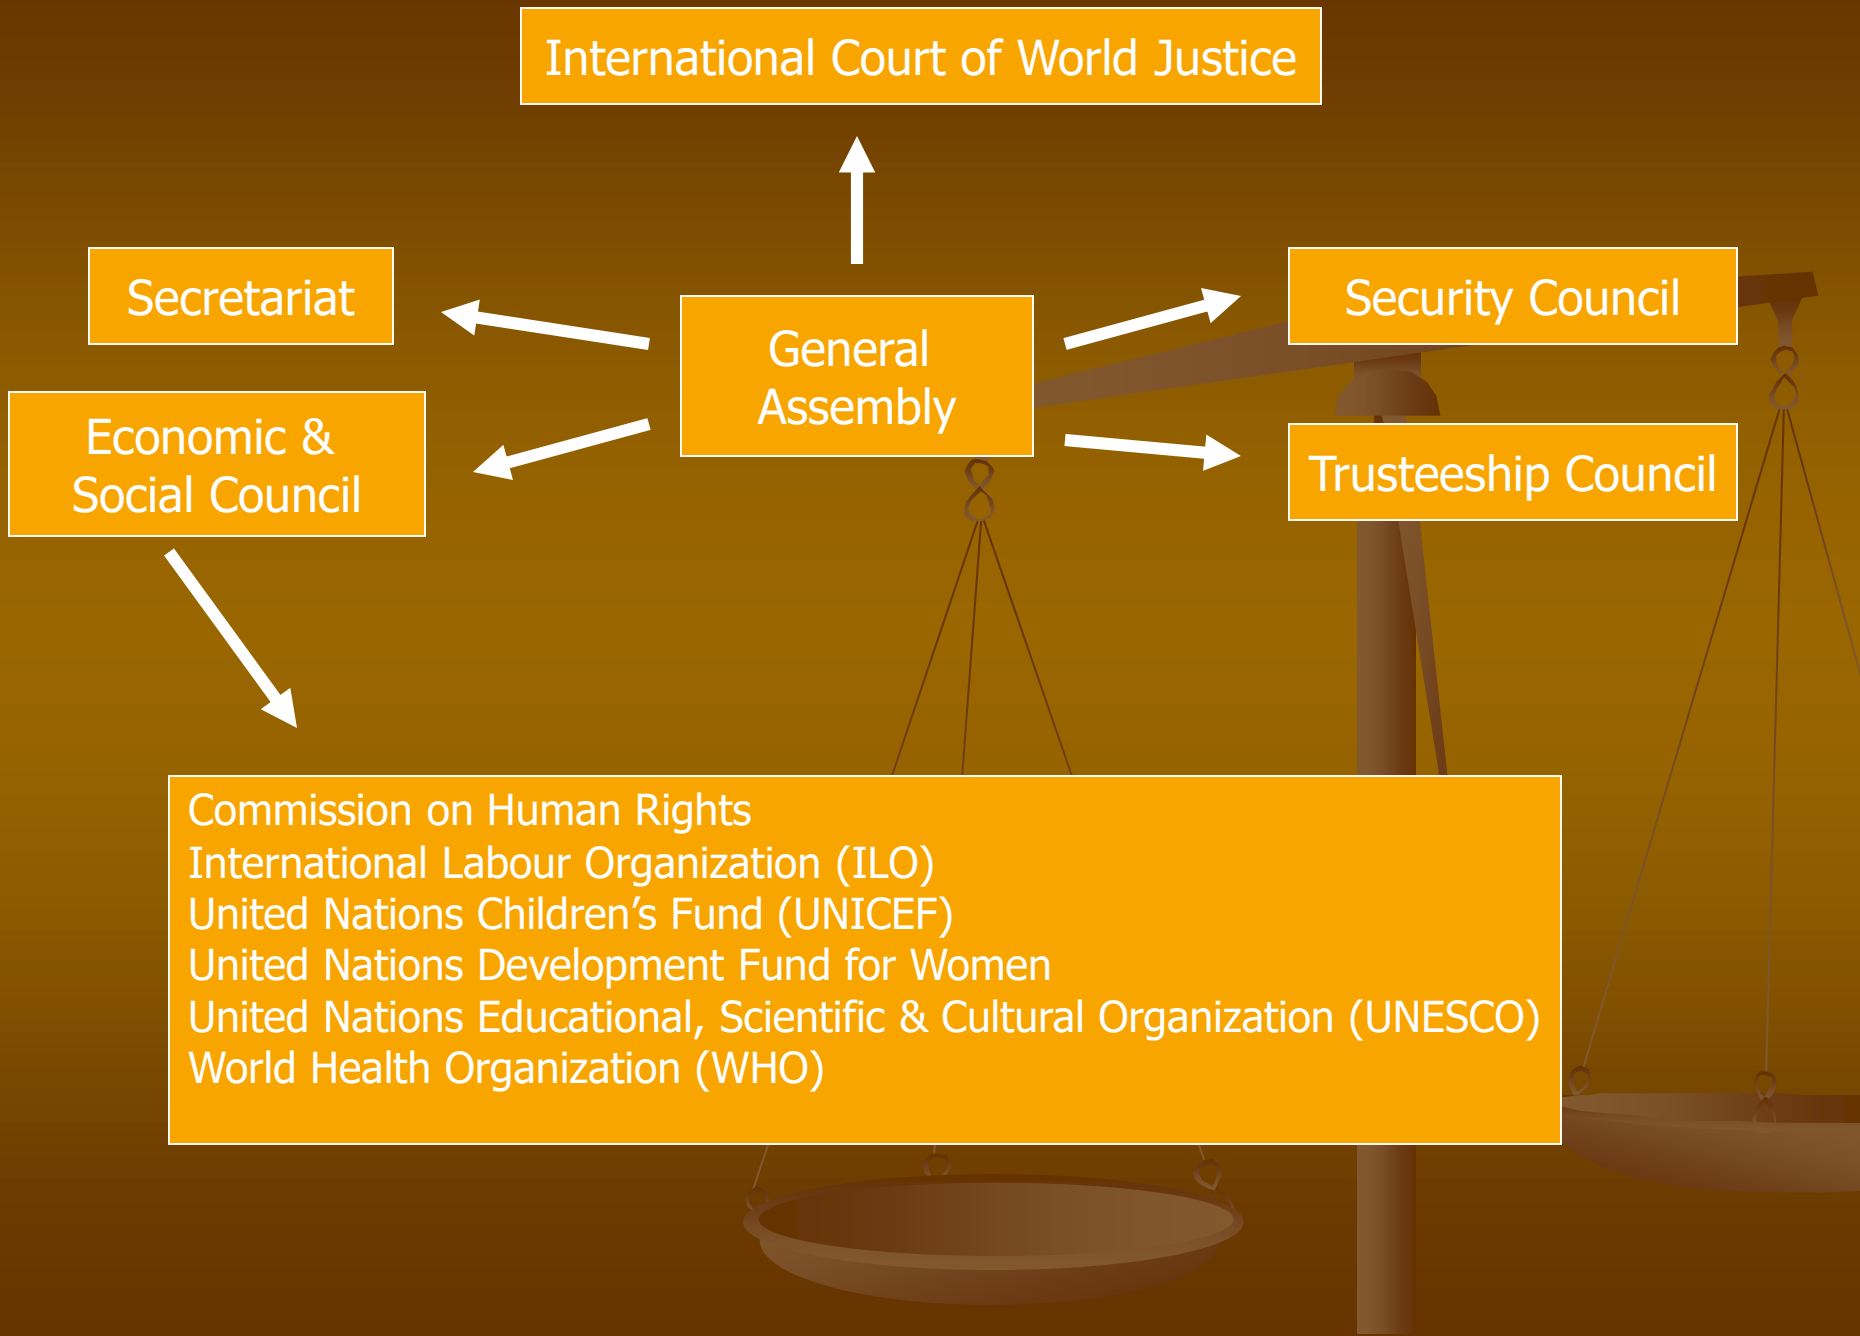 International Court of World Justice
Secretariat
Security Council
General
Assembly
Economic &
Social Council
Trusteeship Council
Commission on Human Rights
International Labour Organization (ILO)
United Nations Children’s Fund (UNICEF)
United Nations Development Fund for Women
United Nations Educational, Scientific & Cultural Organization (UNESCO)
World Health Organization (WHO)